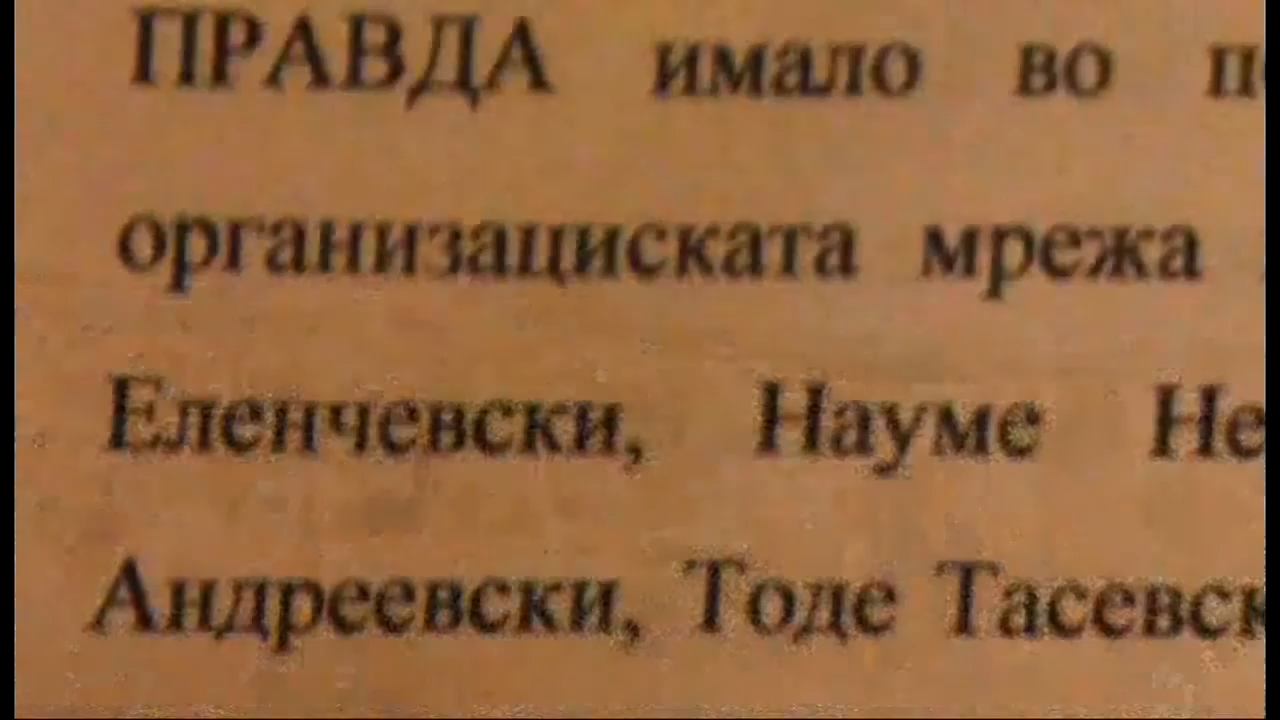 ПРАВДА имало во
организациската мрежа
Еленчевски, Науме
Андреевски, Тоде